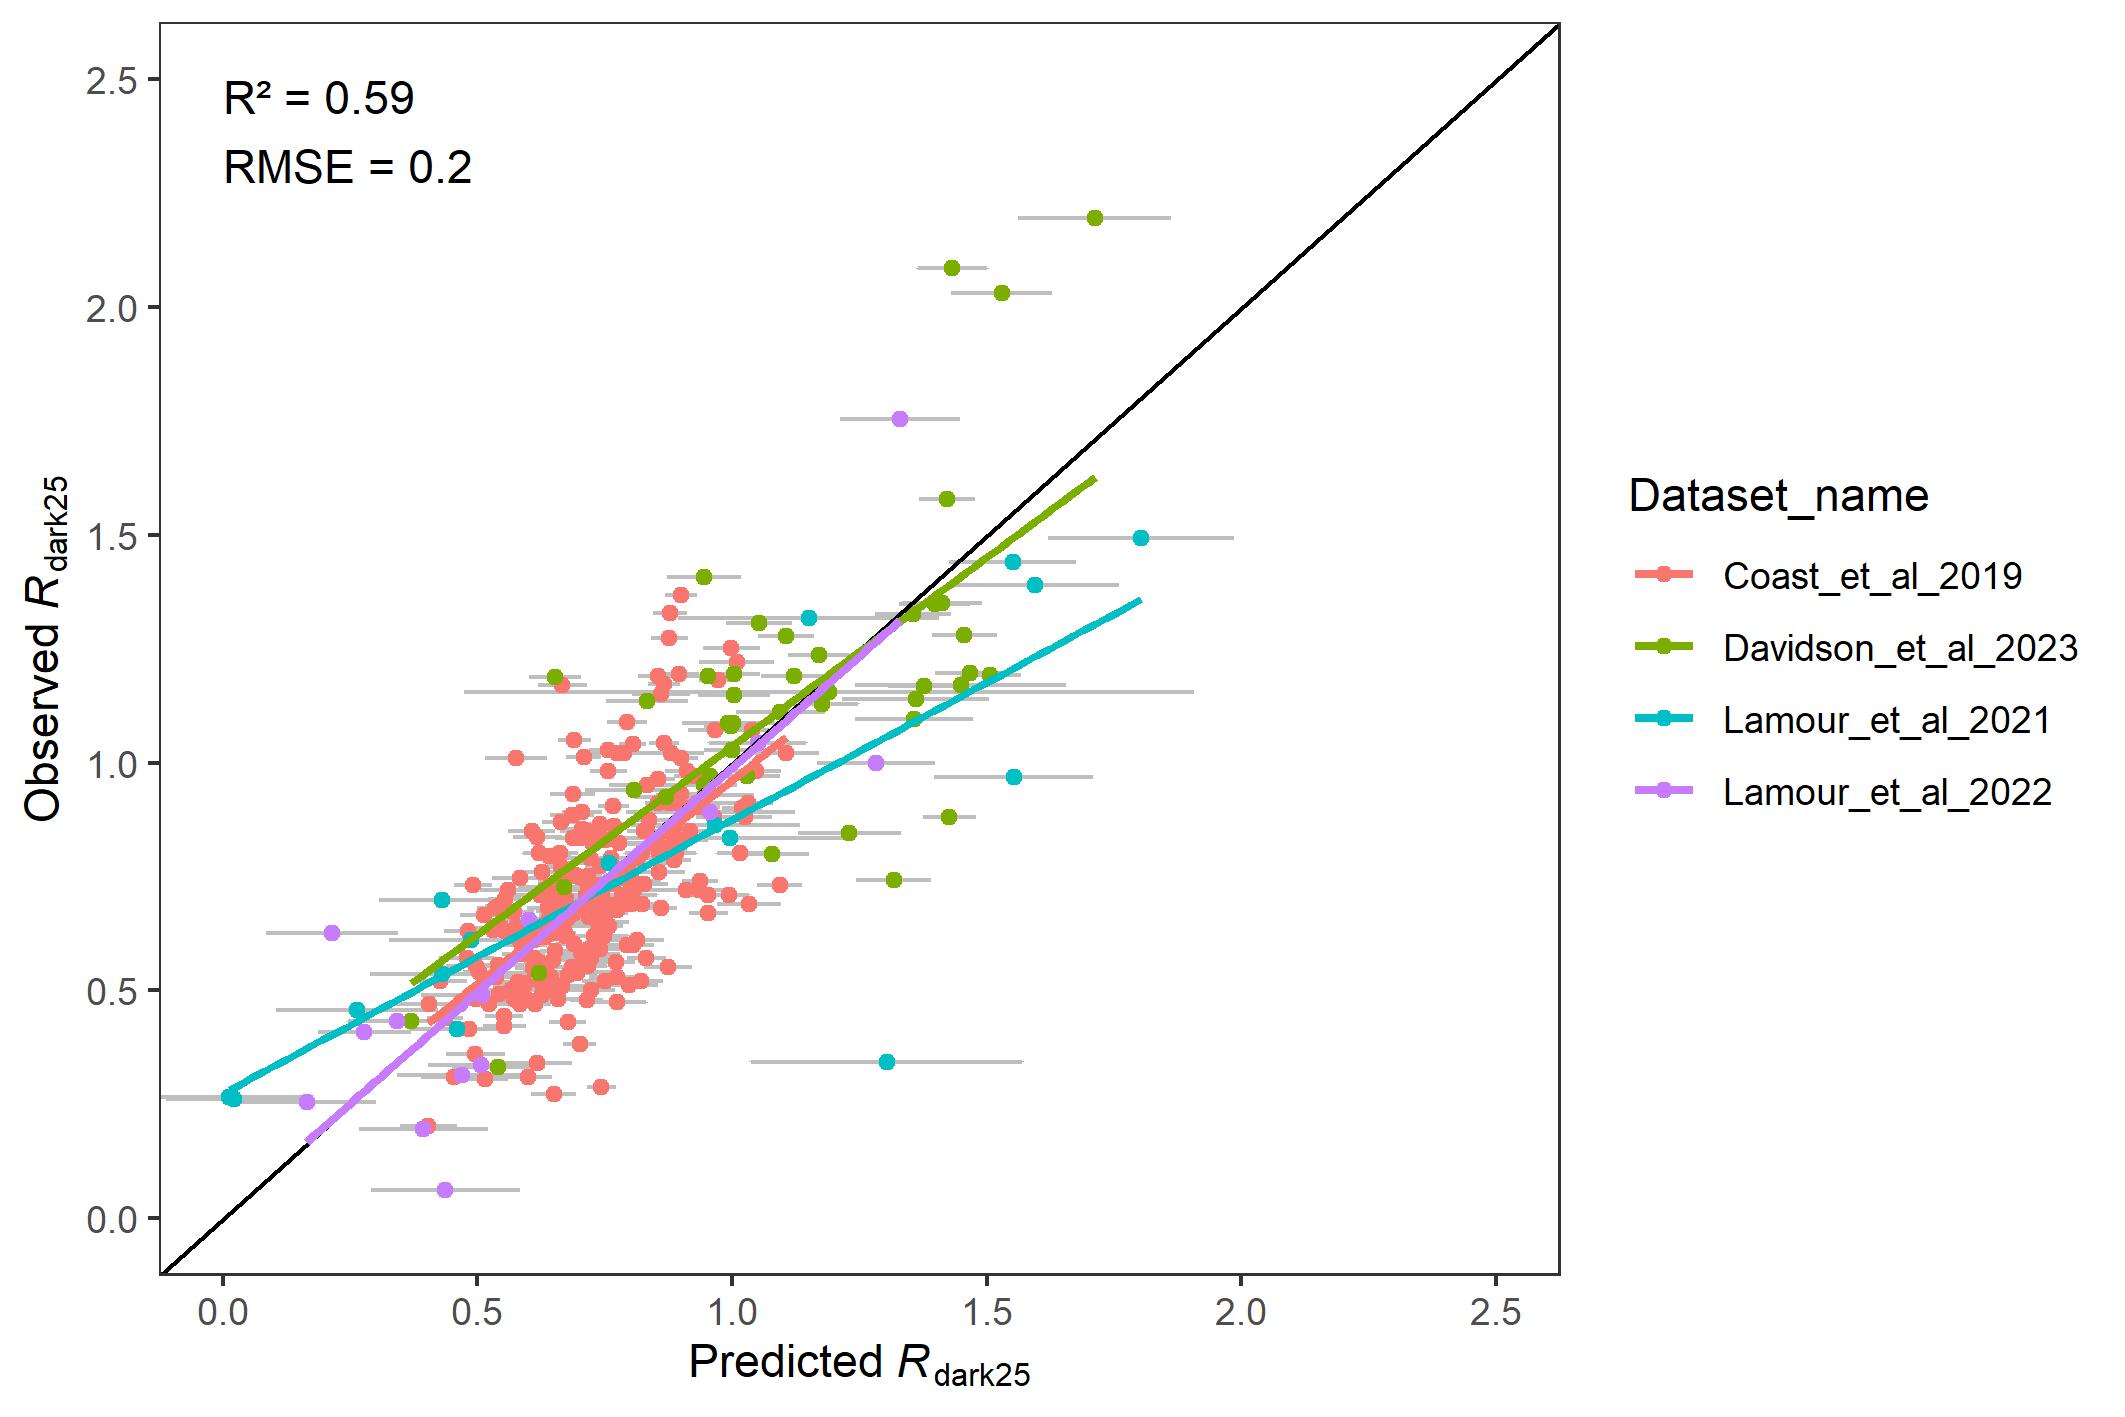 R² = 0.59
RMSE = 0.2
2.5
2.0
1.5
1.0
0.5
0.0
Observed Rdark25
0.0 0.5 1.0 1.5 2.0 2.5
Predicted Rdark25
Dataset_name
Coast_et_al_2019
Davidson_et_al_2023
Lamour_et_al_2021
Lamour_et_al_2022